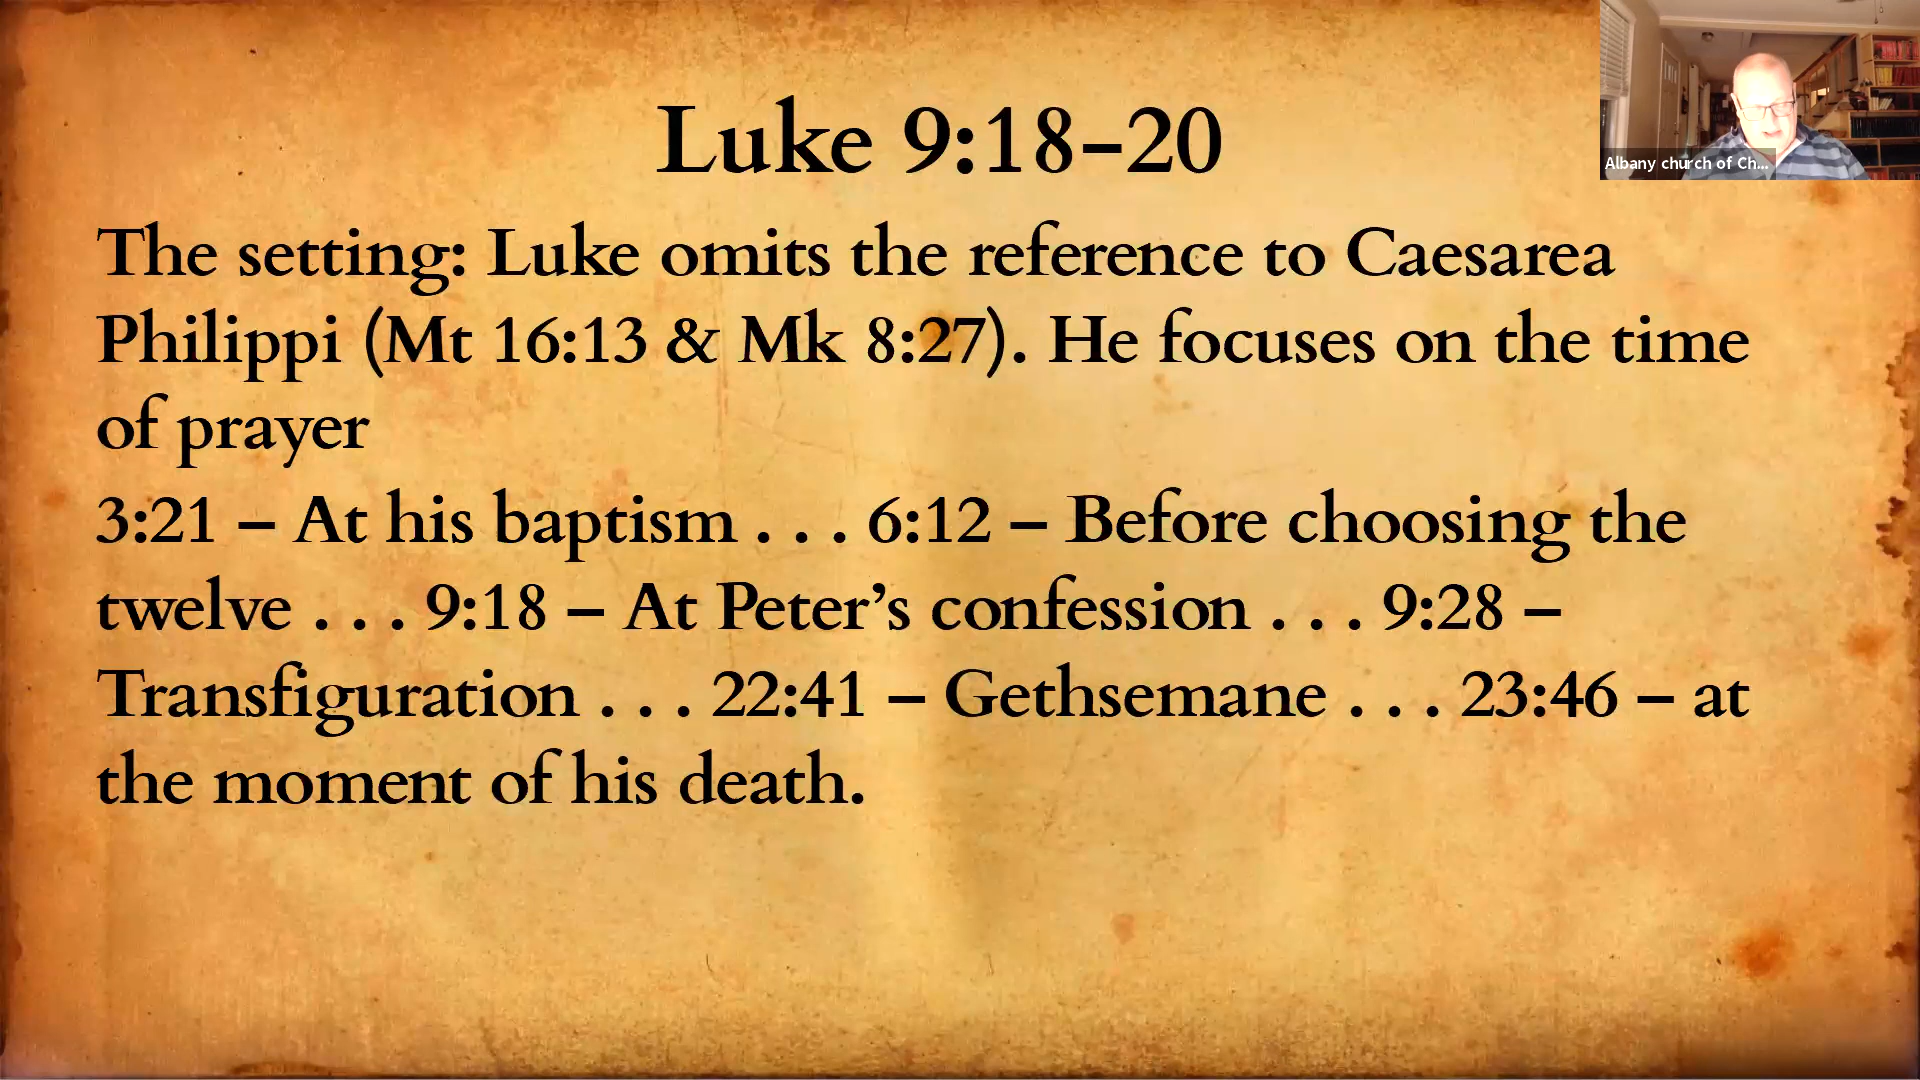 Luke 9:18-20
Albany church of Ch...
The setting: Luke omits the reference to Caesarea
Philippi (Mt 16:13 & Mk 8:27). He focuses on the time
of prayer
3:21 – At his baptism . . . 6:12 – Before choosing the
twelve . . . 9:18 – At Peter’s confession . . . 9:28 –
Transfiguration . . . 22:41 – Gethsemane . . . 23:46 – at
the moment of his death.